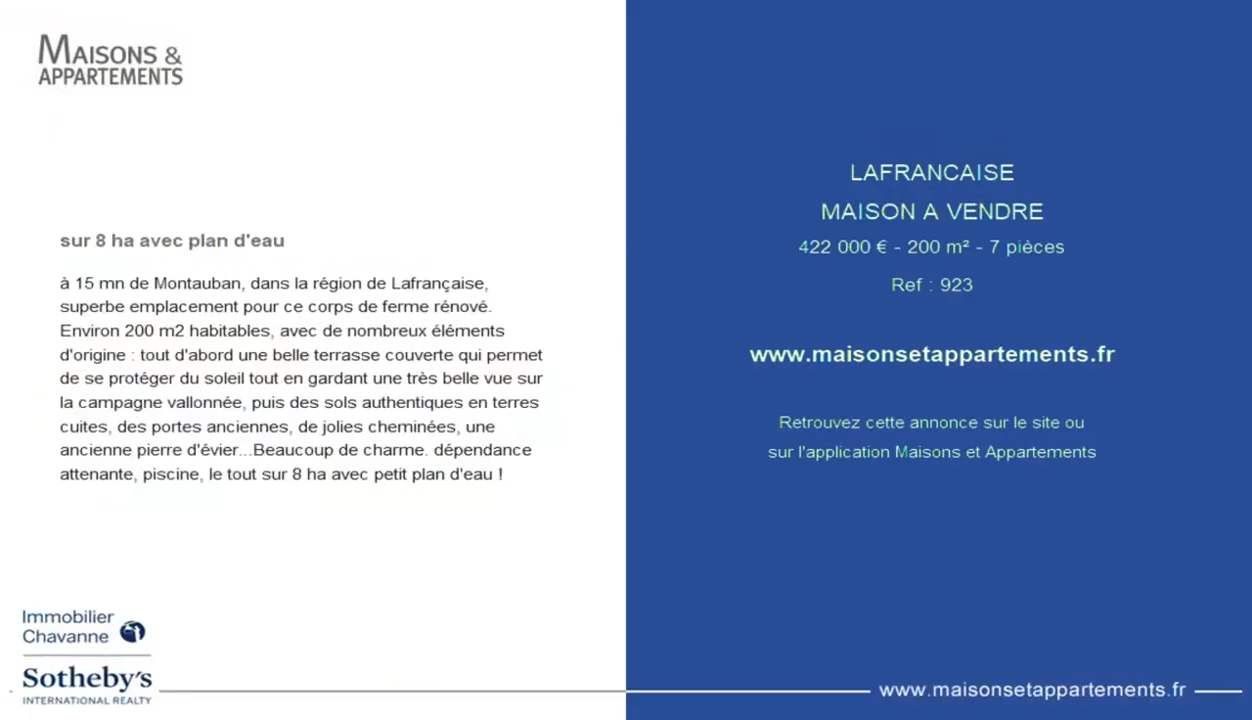 MAISONS &
APPARTEMENTS
sur 8 ha avec plan d'eau
à 15 mn de Montauban, dans la région de Lafrançaise,
superbe emplacement pour ce corps de ferme rénové.
Environ 200 m2 habitables, avec de nombreux éléments
d'origine : tout d'abord une belle terrasse couverte qui permet
de se protéger du soleil tout en gardant une très belle vue sur
la campagne vallonnée, puis des sols authentiques en terres
cuites, des portes anciennes, de jolies cheminées, une
ancienne pierre d'évier...Beaucoup de charme. dépendance
attenante, piscine, le tout sur 8 ha avec petit plan d'eau !
Immobilier
Chavanne
Sotheby's
INTERNATIONAL REALTY
LAFRANCAISE
MAISON A VENDRE
422 000 € - 200 m² - 7 pièces
Ref : 923
www.maisonsetappartements.fr
Retrouvez cette annonce sur le site ou
sur l'application Maisons et Appartements
www.maisonsetappartements.fr